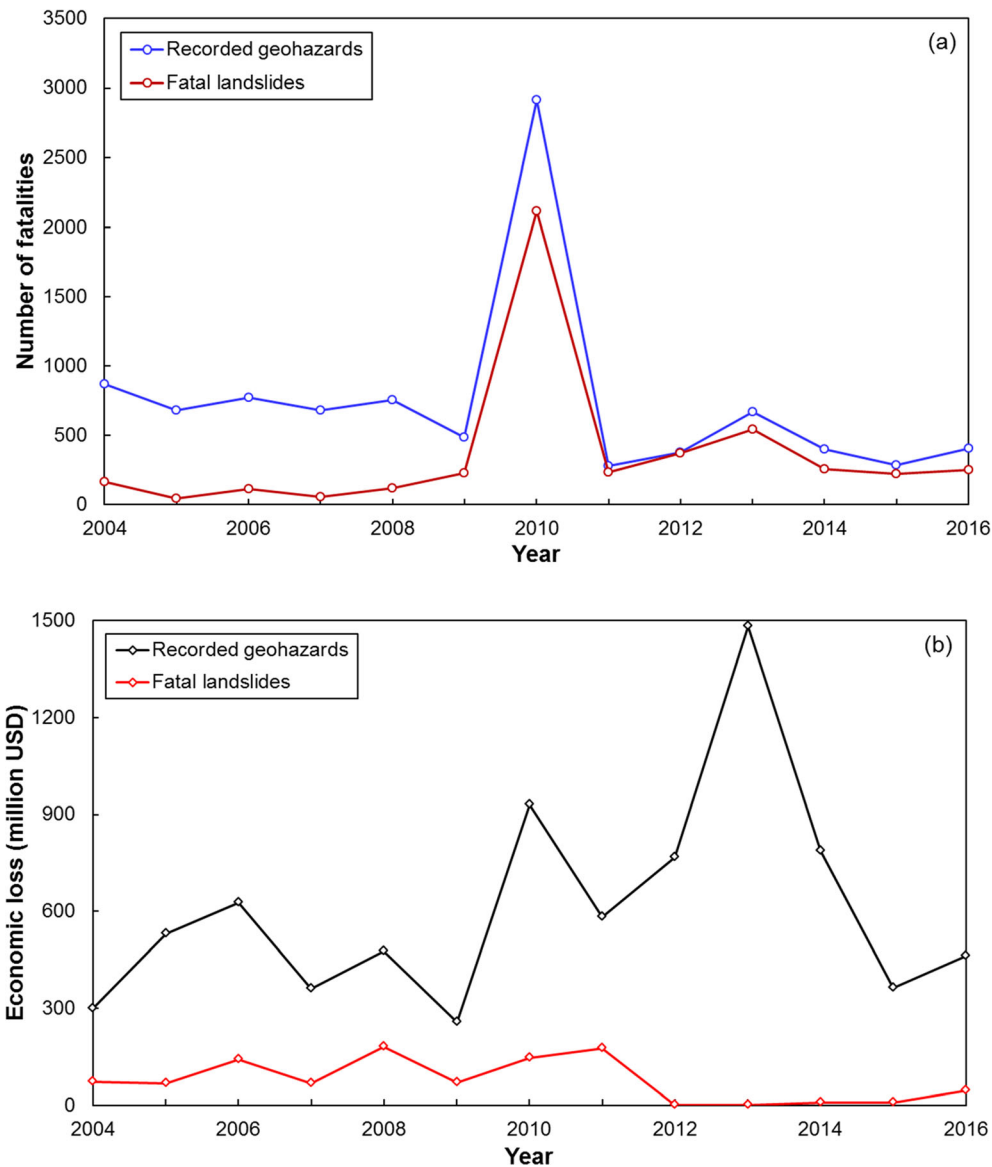 3500
(a)
Recorded geohazards
Fatal landslides
3000
2500
2000
1500
1000
500
0
Number of fatalities
2004 2006 2008 2010 2012 2014 2016
Year
1500
(b)
Recorded geohazards
Fatal landslides
1200
900
600
300
0
Economic loss (million USD)
2004 2006 2008 2010 2012 2014 2016
Year